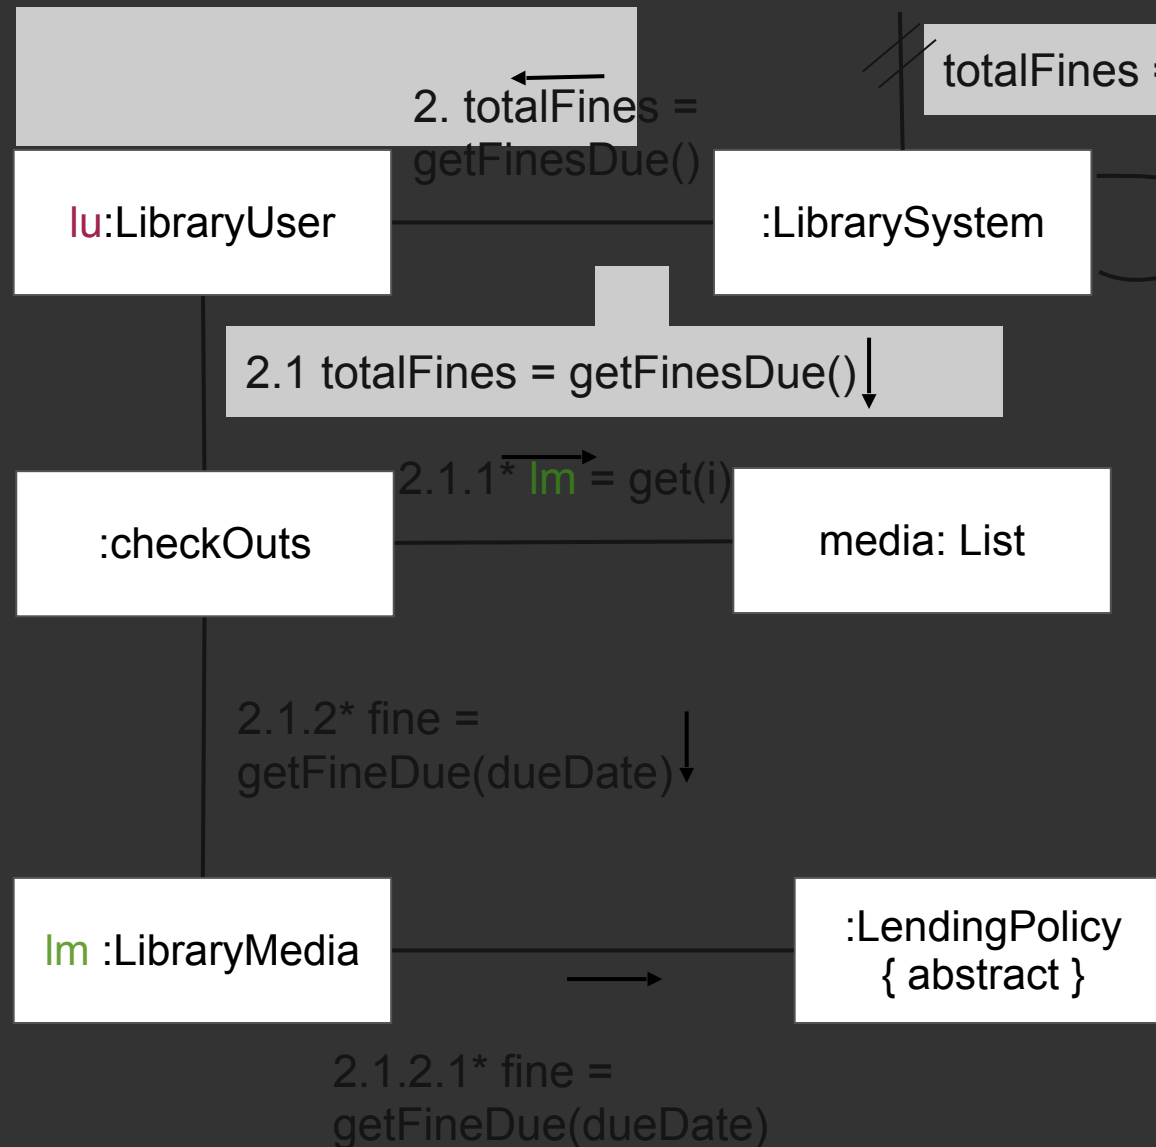 totalFines =
2. totalFines =
getFinesDue()
lu:LibraryUser
:LibrarySystem
2.1 totalFines = getFinesDue()
2.1.1* lm = get(i)
:checkOuts
media: List
2.1.2* fine =
getFineDue(dueDate)
lm :LibraryMedia
:LendingPolicy
{ abstract }
2.1.2.1* fine =
getFineDue(dueDate)